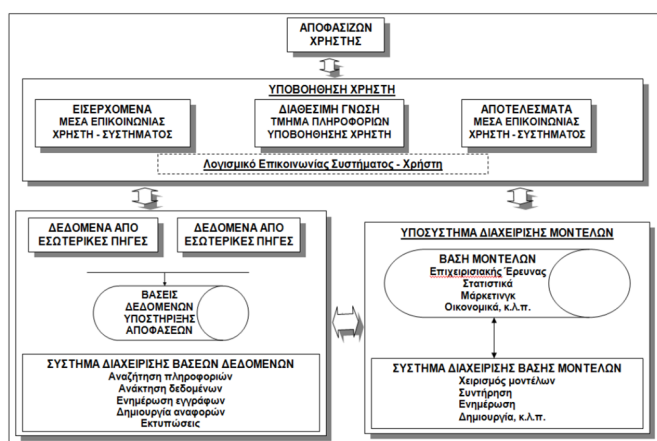 ΑΠΟΦΑΣΙΖΩΝ
ΧΡΗΣΤΗΣ
ΥΠΟΒΟΗΘΗΣΗ ΧΡΗΣΤΗ
ΕΙΣΕΡΧΟΜΕΝΑ
ΜΕΣΑ ΕΠΙΚΟΙΝΩΝΙΑΣ
ΧΡΗΣΤΗ - ΣΥΣΤΗΜΑΤΟΣ
ΔΙΑΘΕΣΙΜΗ ΓΝΩΣΗ
ΤΜΗΜΑ ΠΛΗΡΟΦΟΡΙΩΝ
ΥΠΟΒΟΗΘΗΣΗΣ ΧΡΗΣΤΗ
ΑΠΟΤΕΛΕΣΜΑΤΑ
ΜΕΣΑ ΕΠΙΚΟΙΝΩΝΙΑΣ
ΧΡΗΣΤΗ - ΣΥΣΤΗΜΑΤΟΣ
Λογισμικό Επικοινωνίας Συστήματος - Χρήστη
ΔΕΔΟΜΕΝΑ ΑΠΟ
ΕΣΩΤΕΡΙΚΕΣ ΠΗΓΕΣ
ΔΕΔΟΜΕΝΑ ΑΠΟ
ΕΣΩΤΕΡΙΚΕΣ ΠΗΓΕΣ
ΒΑΣΕΙΣ
ΔΕΔΟΜΕΝΩΝ
ΥΠΟΣΤΗΡΙΞΗΣ
ΑΠΟΦΑΣΕΩΝ
ΣΥΣΤΗΜΑ ΔΙΑΧΕΙΡΙΣΗΣ ΒΑΣΕΩΝ ΔΕΔΟΜΕΝΩΝ
Αναζήτηση πληροφοριών
Ανάκτηση δεδομένων
Ενημέρωση εγγράφων
Δημιουργία αναφορών
Εκτυπώσεις
ΥΠΟΣΥΣΤΗΜΑ ΔΙΑΧΕΙΡΙΣΗΣ ΜΟΝΤΕΛΩΝ
ΒΑΣΗ ΜΟΝΤΕΛΩΝ
Επιχειρισιακής Έρευνας
Στατιστικά
Μάρκετινγκ
Οικονομικά, κ.λ.π.
ΣΥΣΤΗΜΑ ΔΙΑΧΕΙΡΙΣΗΣ ΒΑΣΗΣ ΜΟΝΤΕΛΩΝ
Χειρισμός μοντέλων
Συντήρηση
Ενημέρωση
Δημιουργία, κ.λ.π.